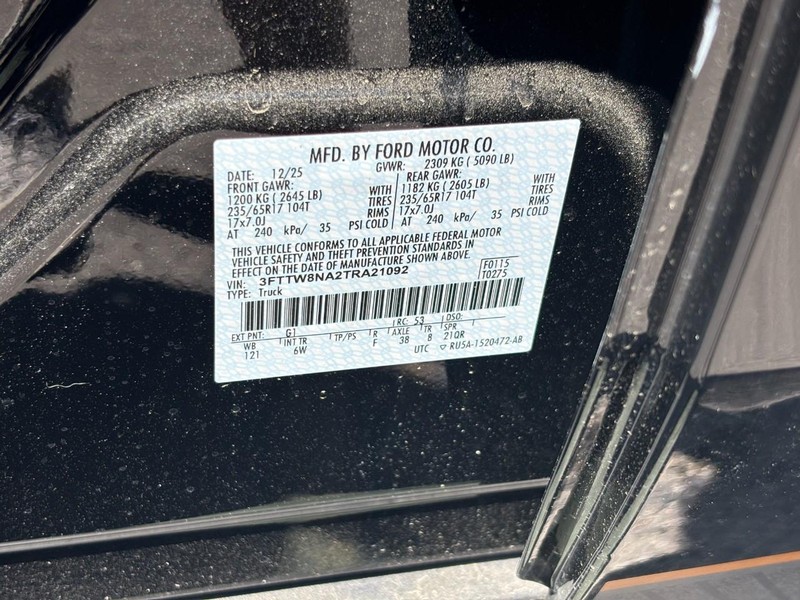 MFD. BY FORD MOTOR CO.
DATE: 12/25 GVWR: 2309 KG ( 5090 LB)
FRONT GAWR: REAR GAWR:
1200 KG ( 2645 LB) WITH 1182 KG ( 2605 LB) WITH
235/65R17 104T TIRES 235/65R17 104T TIRES
17x7.0J RIMS 17x7.0J RIMS
AT 240 kPa/ 35 PSI COLD AT 240 kPa/ 35 PSI COLD
THIS VEHICLE CONFORMS TO ALL APPLICABLE FEDERAL MOTOR
VEHICLE SAFETY AND THEFT PREVENTION STANDARDS IN
EFFECT ON THE DATE OF MANUFACTURE SHOWN ABOVE.
VIN: 3FTTW8NA2TRA21092 F0115
TYPE: Truck T0275
EXT PNT: G1 RC: 53 DSO:
WB INT TR TP/PS R AXLE TR SPR
121 6W F 38 8 21QR
UTC ▽ RU5A-1520472-AB